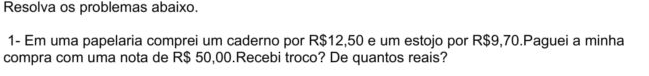 Resolva os problemas abaixo.
1- Em uma papelaria comprei um caderno por R$12,50 e um estojo por R$9,70.Paguei a minha
compra com uma nota de R$ 50,00.Recebi troco? De quantos reais?